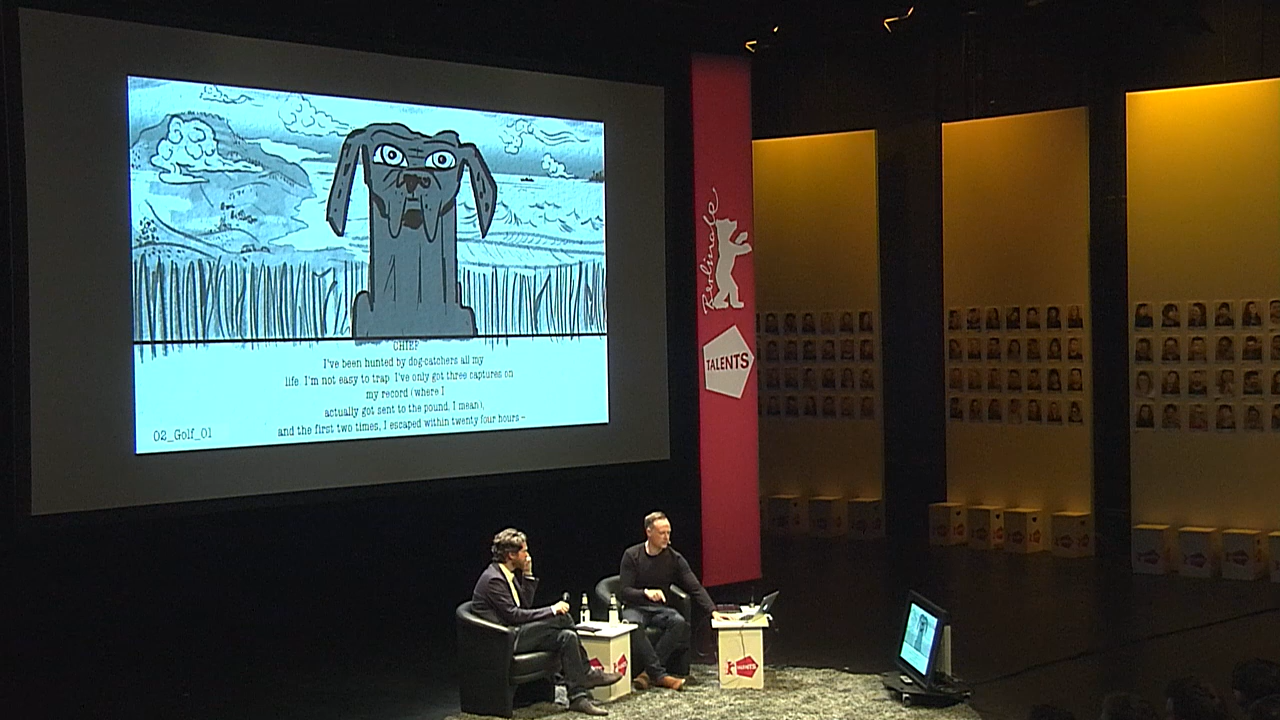 CHIEF
I've been hunted by dog-catchers all my
life. I'm not easy to trap. I've only got three captures on
my record (where I
actually got sent to the pound, I mean),
and the first two times, I escaped within twenty four hours –
02_Golf_01
Berlinale
TALENTS
TALENTS